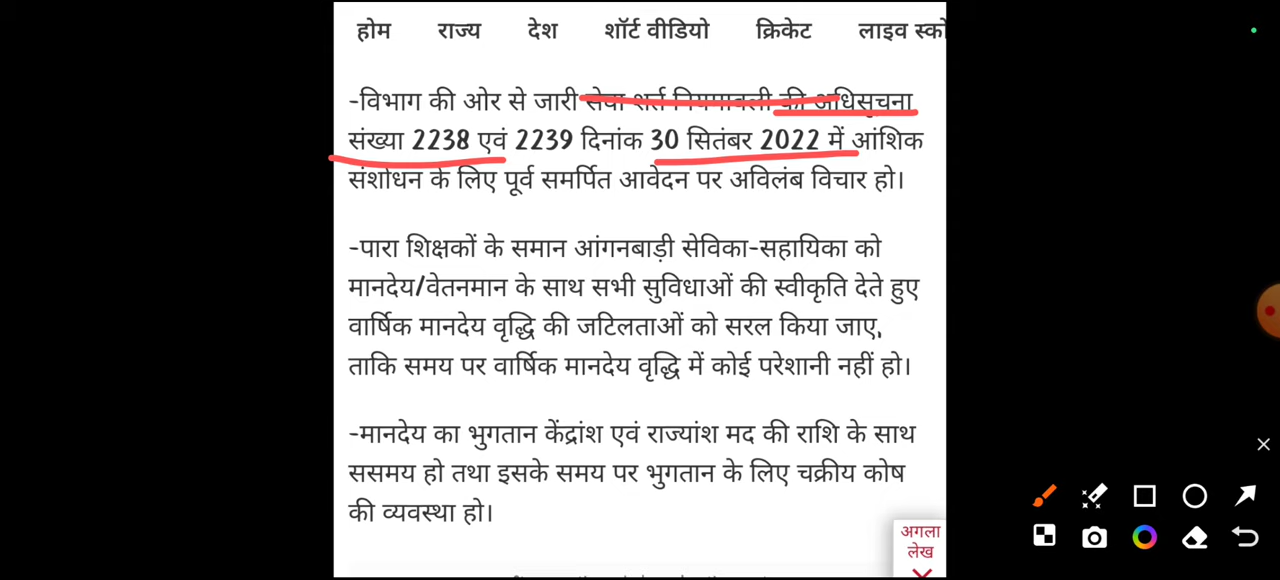 होम राज्य देश शॉर्ट वीडियो क्रिकेट लाइव स्को
-विभाग की ओर से जारी सेवा शर्त नियमावली की अधिसूचना
संख्या 2238 एवं 2239 दिनांक 30 सितंबर 2022 में आंशिक
संशोधन के लिए पूर्व समर्पित आवेदन पर अविलंब विचार हो।
-पारा शिक्षकों के समान आंगनबाड़ी सेविका-सहायिका को
मानदेय/वेतनमान के साथ सभी सुविधाओं की स्वीकृति देते हुए
वार्षिक मानदेय वृद्धि की जटिलताओं को सरल किया जाए,
ताकि समय पर वार्षिक मानदेय वृद्धि में कोई परेशानी नहीं हो।
-मानदेय का भुगतान केंद्रांश एवं राज्यांश मद की राशि के साथ
ससमय हो तथा इसके समय पर भुगतान के लिए चक्रीय कोष
की व्यवस्था हो।
अगला
लेख